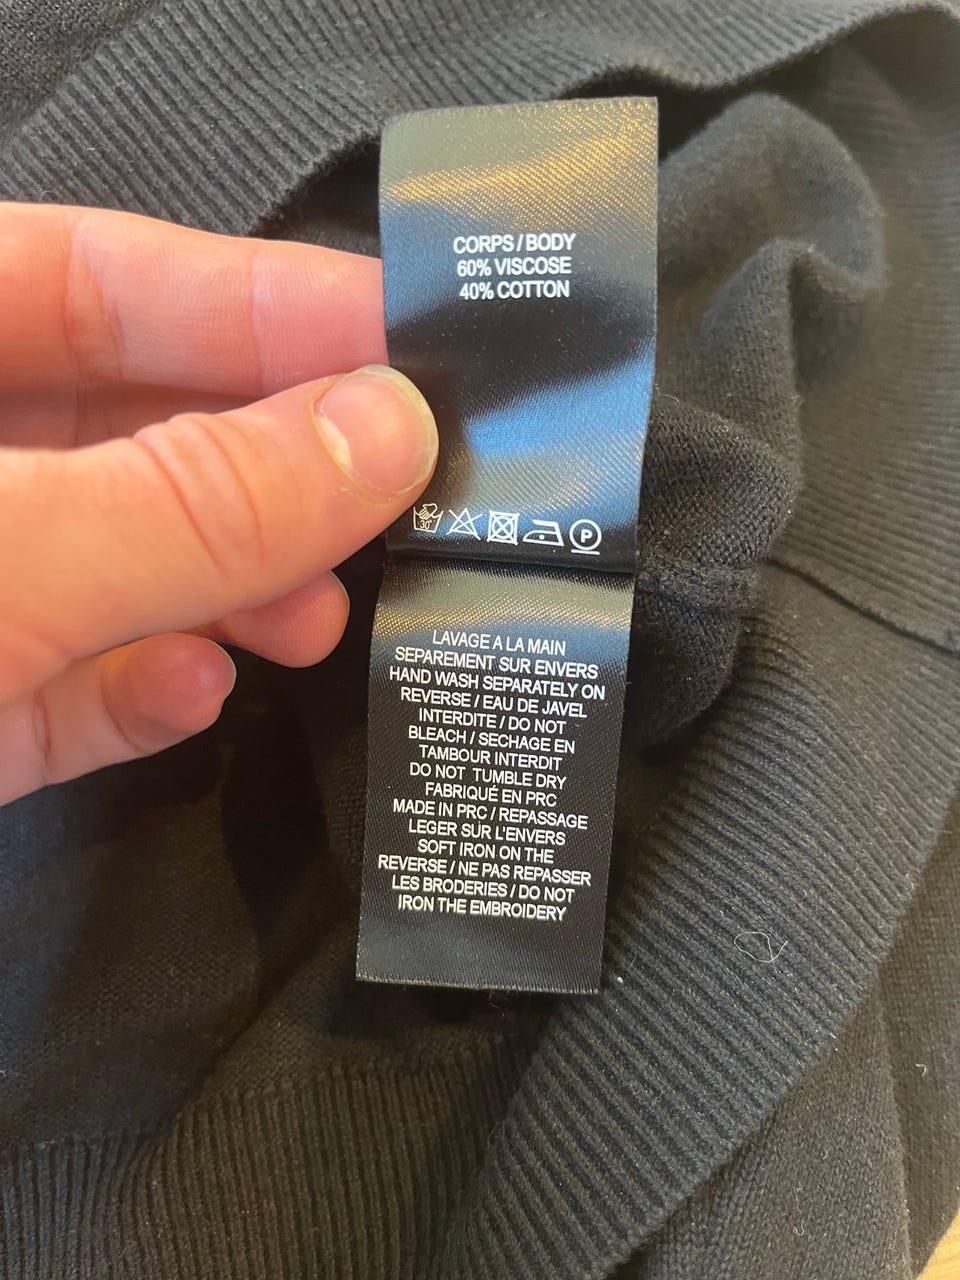 CORPS / BODY
60% VISCOSE
40% COTTON
30°
P
LAVAGE A LA MAIN
SEPAREMENT SUR ENVERS
HAND WASH SEPARATELY ON
REVERSE / EAU DE JAVEL
INTERDITE / DO NOT
BLEACH / SECHAGE EN
TAMBOUR INTERDIT
DO NOT TUMBLE DRY
FABRIQUÉ EN PRC
MADE IN PRC / REPASSAGE
LEGER SUR L'ENVERS
SOFT IRON ON THE
REVERSE / NE PAS REPASSER
LES BRODERIES / DO NOT
IRON THE EMBROIDERY